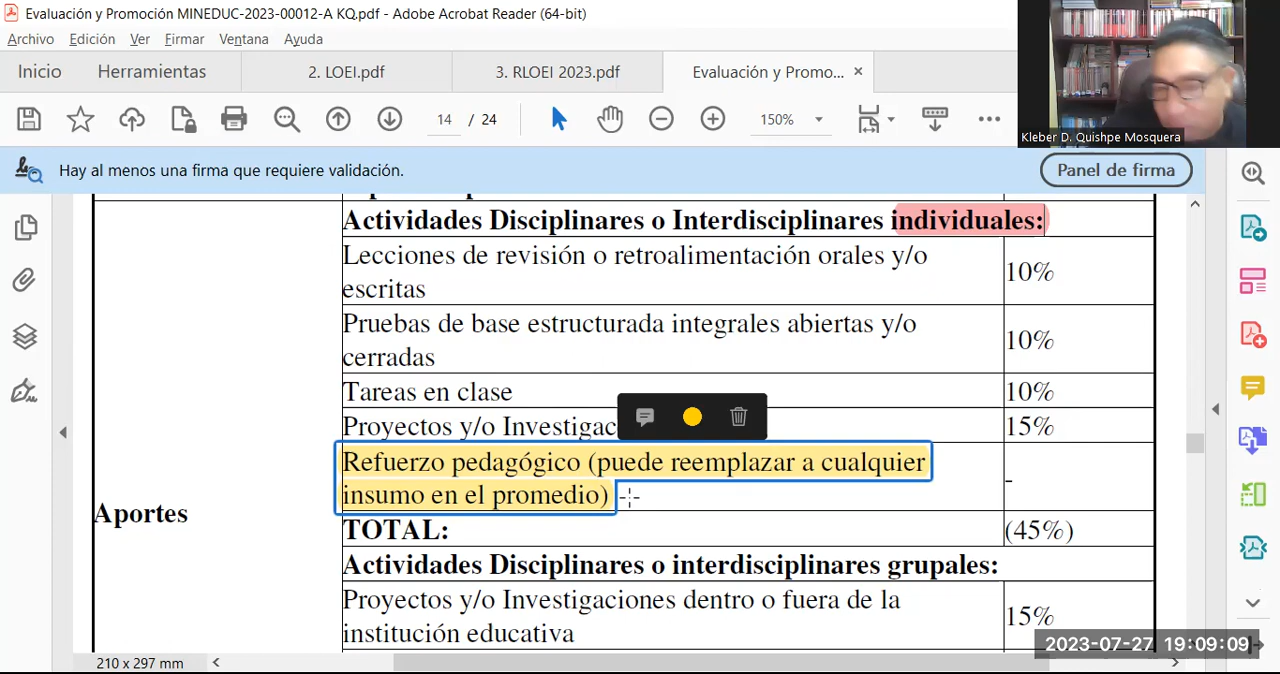 Evaluación y Promoción MINEDUC-2023-00012-A KQ.pdf - Adobe Acrobat Reader (64-bit)
Archivo Edición Ver Firmar Ventana Ayuda
Inicio Herramientas 2. LOEI.pdf 3. RLOEI 2023.pdf Evaluación y Promo... ×
14 / 24 150%
Kleber D. Quishpe Mosquera
Hay al menos una firma que requiere validación. Panel de firma
Actividades Disciplinares o Interdisciplinares individuales:
Lecciones de revisión o retroalimentación orales y/o
escritas
10%
Pruebas de base estructurada integrales abiertas y/o
cerradas
10%
Tareas en clase 10%
Proyectos y/o 15%
Refuerzo pedagógico (puede reemplazar a cualquier
insumo en el promedio)
-
Aportes
TOTAL: (45%)
Actividades Disciplinares o interdisciplinares grupales:
Proyectos y/o Investigaciones dentro o fuera de la
institución educativa
15%
2023-07-27 19:09:09
210 x 297 mm